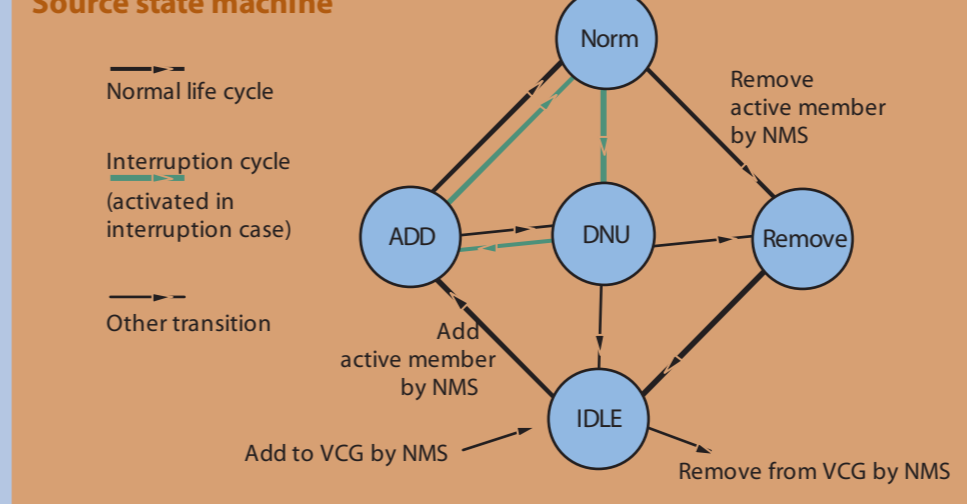 Source state machine
Normal life cycle
Interruption cycle
(activated in
interruption case)
Other transition
Norm
Remove
active member
by NMS
ADD
DNU
Remove
Add
active member
by NMS
IDLE
Add to VCG by NMS
Remove from VCG by NMS